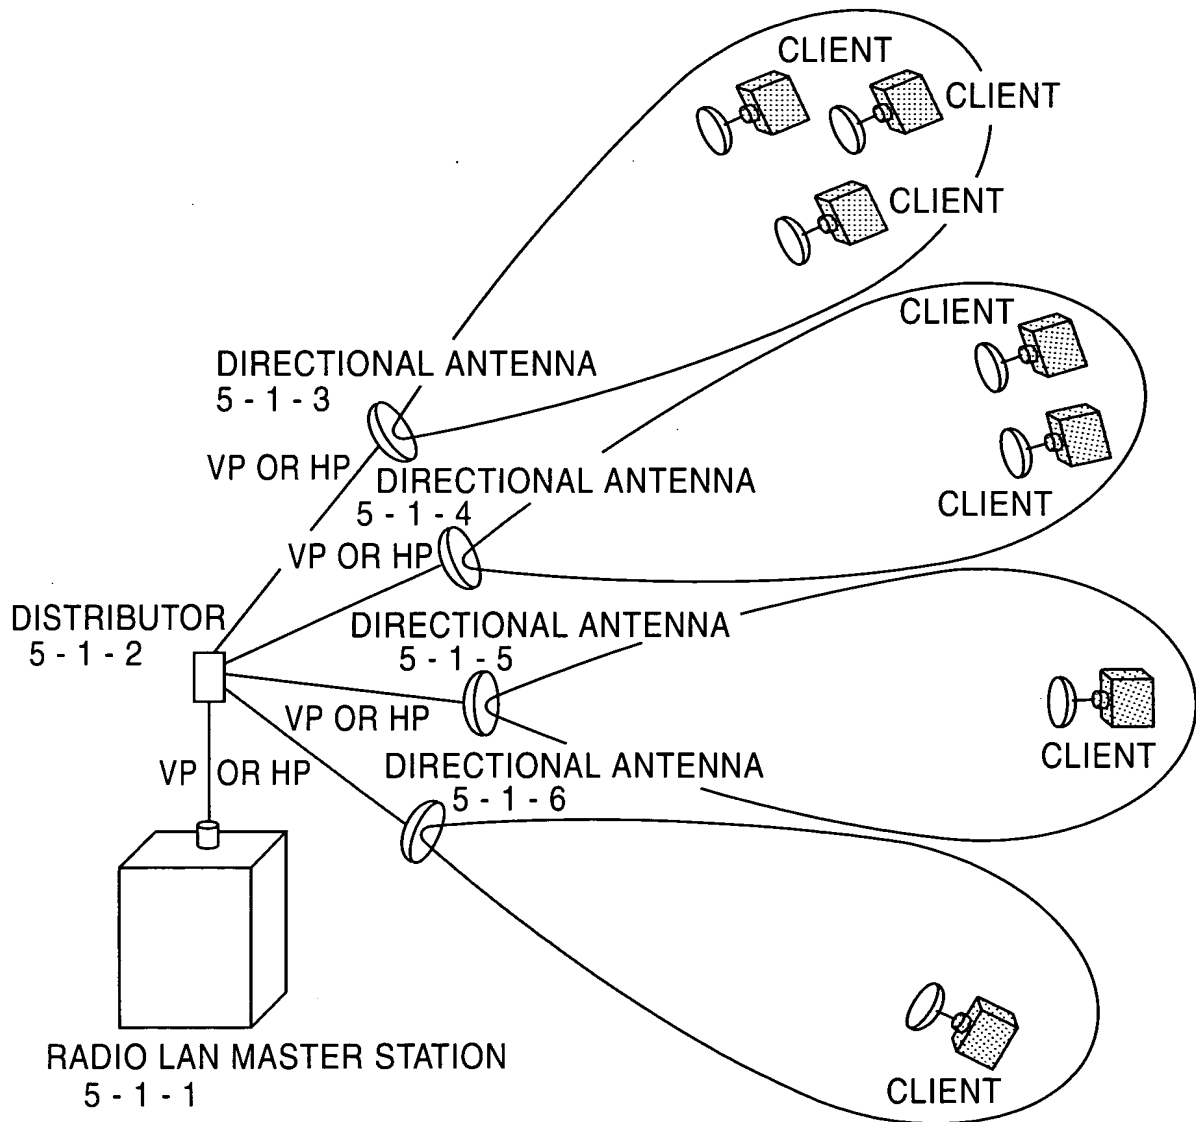 CLIENT
CLIENT
CLIENT
CLIENT
DIRECTIONAL ANTENNA
5 - 1 - 3
VP OR HP
DIRECTIONAL ANTENNA
5 - 1 - 4
CLIENT
VP OR HP
DISTRIBUTOR
5 - 1 - 2
DIRECTIONAL ANTENNA
5 - 1 - 5
VP OR HP
CLIENT
VP OR HP
DIRECTIONAL ANTENNA
5 - 1 - 6
RADIO LAN MASTER STATION
5 - 1 - 1
CLIENT